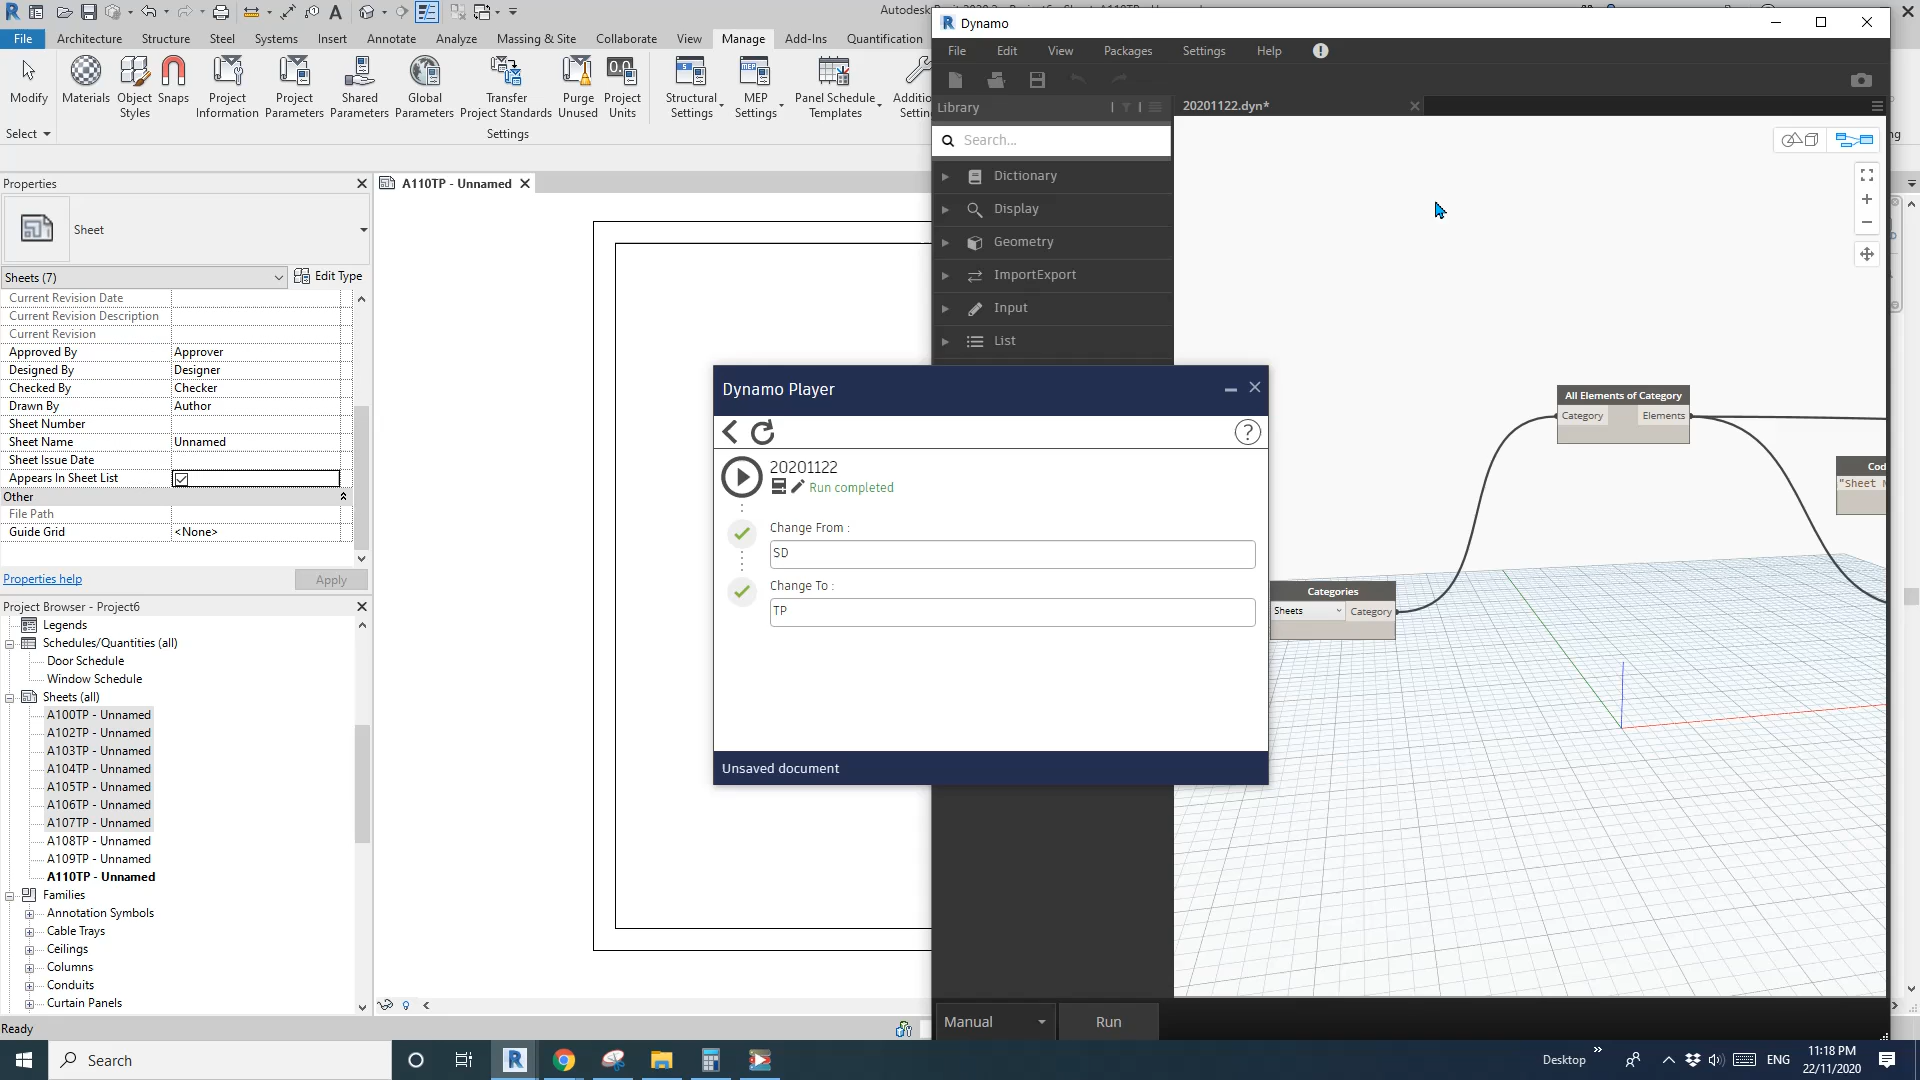 Autodes
File
Architecture
Structure
Steel
Systems
Insert
Annotate
Analyze
Massing & Site
Collaborate
View
Manage
Add-Ins
Quantification
Modify
Materials
Object
Styles
Snaps
Project
Information
Project
Parameters
Shared
Parameters
Global
Parameters
Transfer
Project Standards
Purge
Unused
Project
Units
Structural
Settings
MEP
Settings
Panel Schedule
Templates
Additio
Setting
Select
Settings
Properties
Sheet
Sheets (7)
Edit Type
Current Revision Date
Current Revision Description
Current Revision
Approved By Approver
Designed By Designer
Checked By Checker
Drawn By Author
Sheet Number
Sheet Name Unnamed
Sheet Issue Date
Appears In Sheet List
Other
File Path
Guide Grid <None>
Properties help
Apply
Project Browser - Project6
Legends
Schedules/Quantities (all)
Door Schedule
Window Schedule
Sheets (all)
A100TP - Unnamed
A102TP - Unnamed
A103TP - Unnamed
A104TP - Unnamed
A105TP - Unnamed
A106TP - Unnamed
A107TP - Unnamed
A108TP - Unnamed
A109TP - Unnamed
A110TP - Unnamed
Families
Annotation Symbols
Cable Trays
Ceilings
Columns
Conduits
Curtain Panels
Ready
A110TP - Unnamed
Dynamo
File Edit View Packages Settings Help
Library
20201122.dyn*
Search...
Dictionary
Display
Geometry
ImportExport
Input
List
All Elements of Category
Category Elements
Cod
"Sheet N
Categories
Sheets Category
Dynamo Player
20201122
Run completed
Change From :
SD
Change To :
TP
Unsaved document
Manual
Run
Search
Desktop
ENG
11:18 PM
22/11/2020